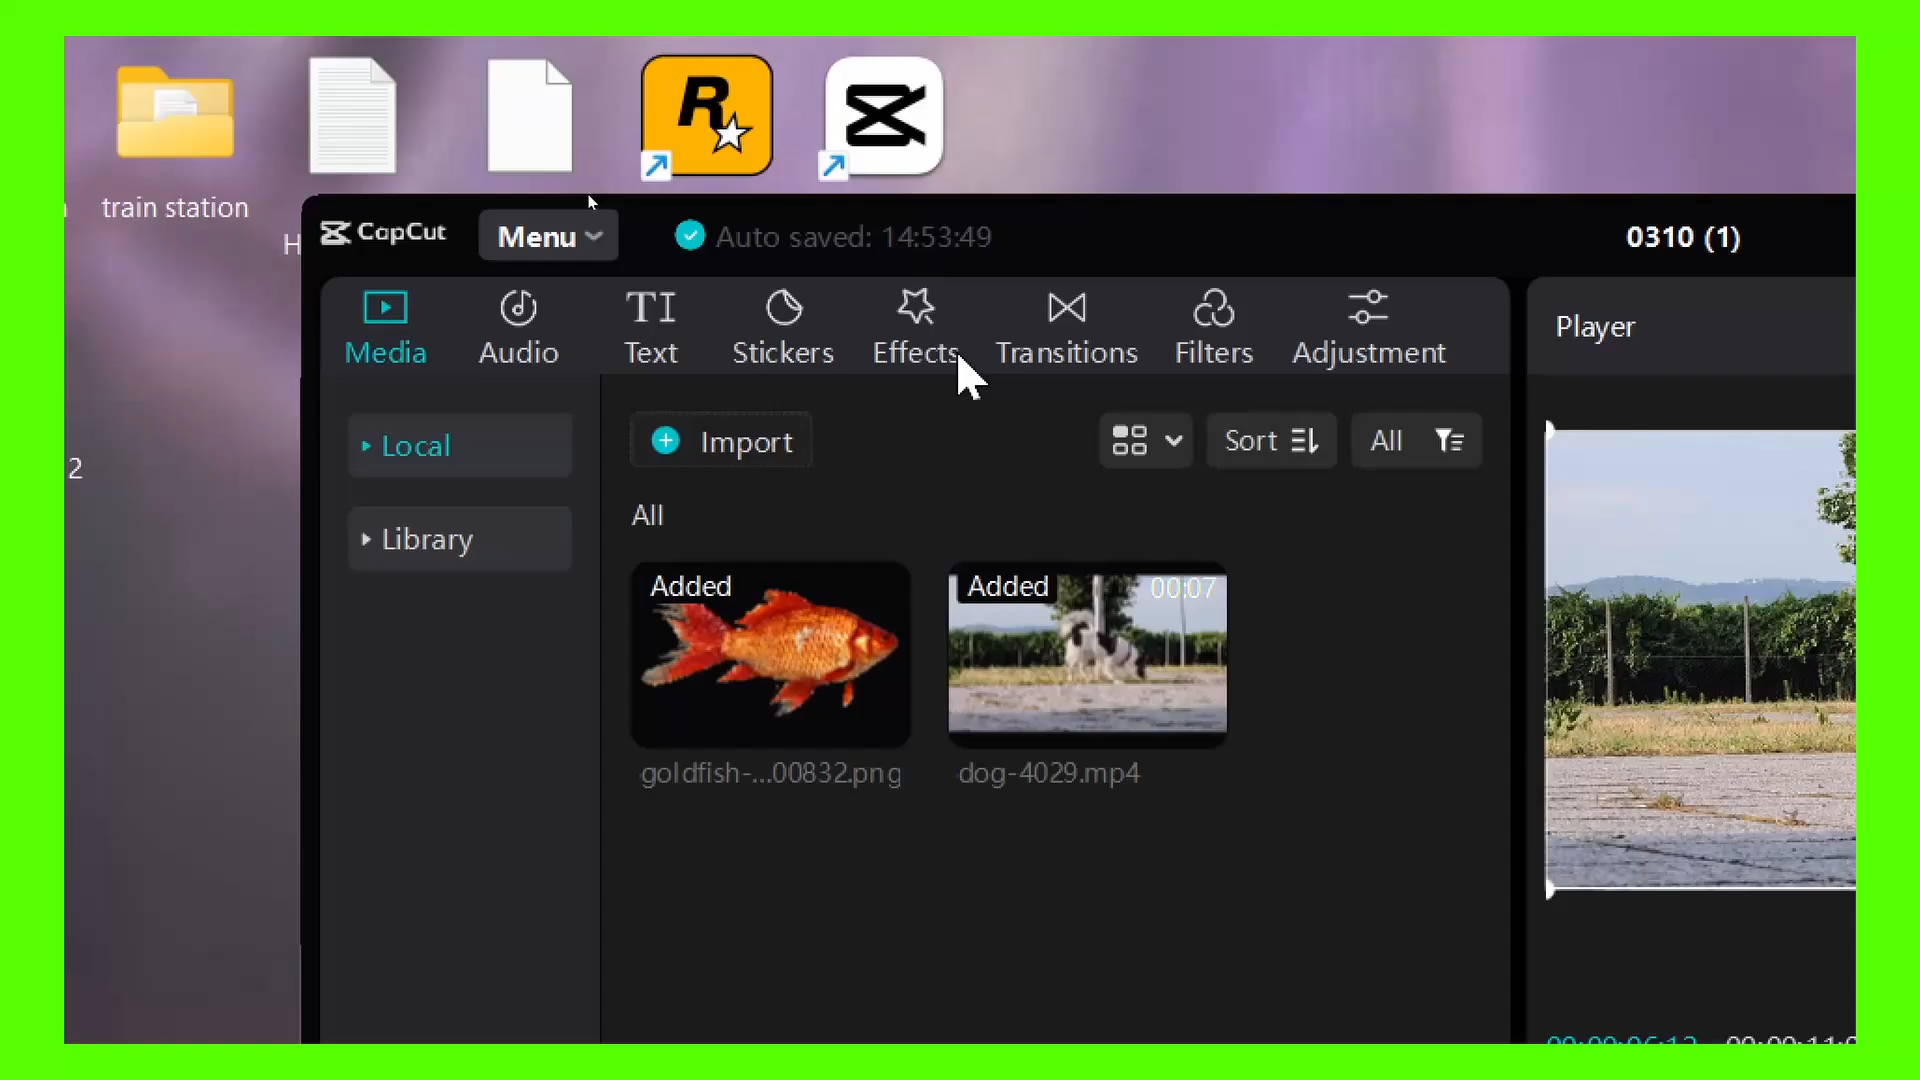 train station
H
CapCut
Menu
Auto saved: 14:53:49
0310 (1)
Media
Audio
TI
Text
Stickers
Effects
Transitions
Filters
Adjustment
Player
Local
Import
Sort
All
2
All
Library
Added
Added
00:07
goldfish-...00832.png
dog-4029.mp4